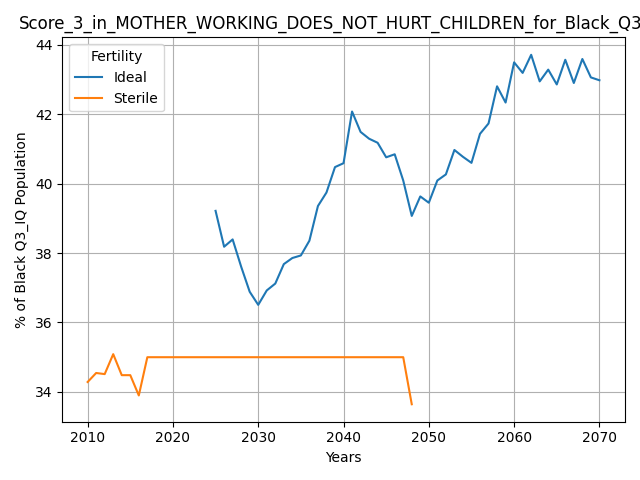 Score_3_in_MOTHER_WORKING_DOES_NOT_HURT_CHILDREN_for_Black_Q3
Fertility
Ideal
Sterile
% of Black Q3_IQ Population
44
42
40
38
36
34
2010 2020 2030 2040 2050 2060 2070
Years